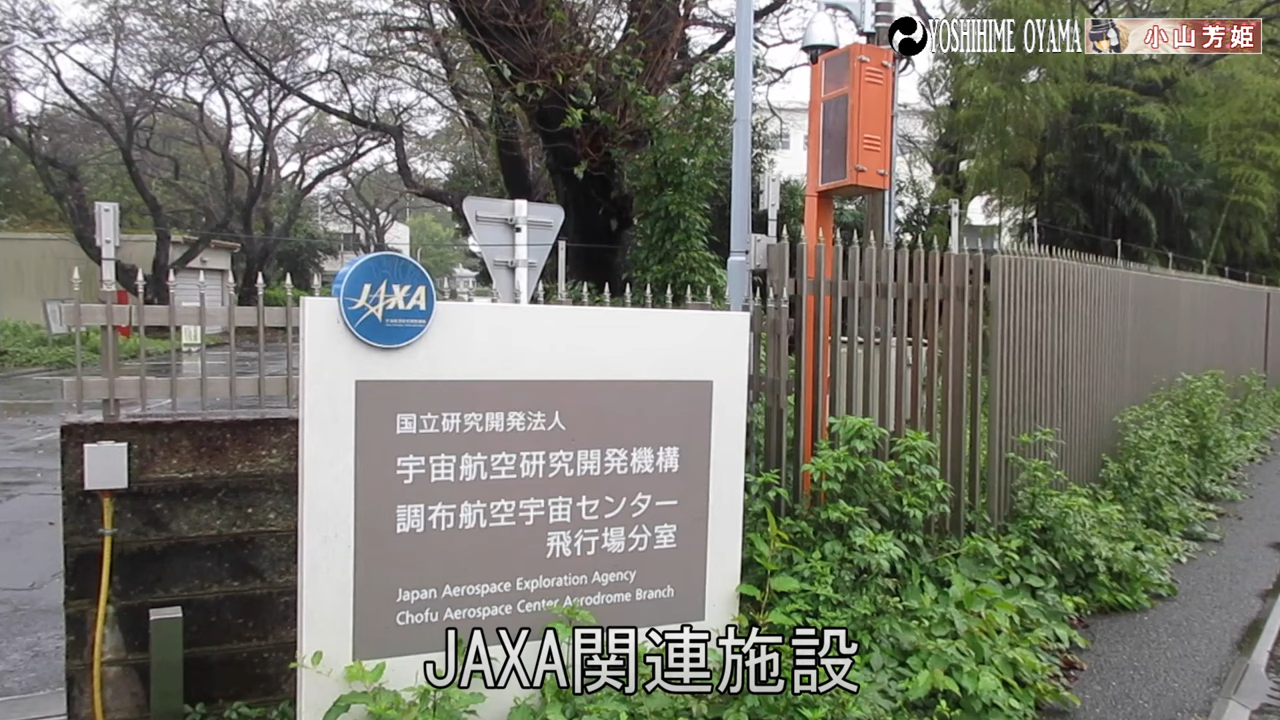 YOSHIHIME OYAMA
小山芳姫
JAXA
国立研究開発法人
宇宙航空研究開発機構
調布航空宇宙センター
飛行場分室
Japan Aerospace Exploration Agency
Chofu Aerospace Center Aerodrome Branch
JAXA関連施設